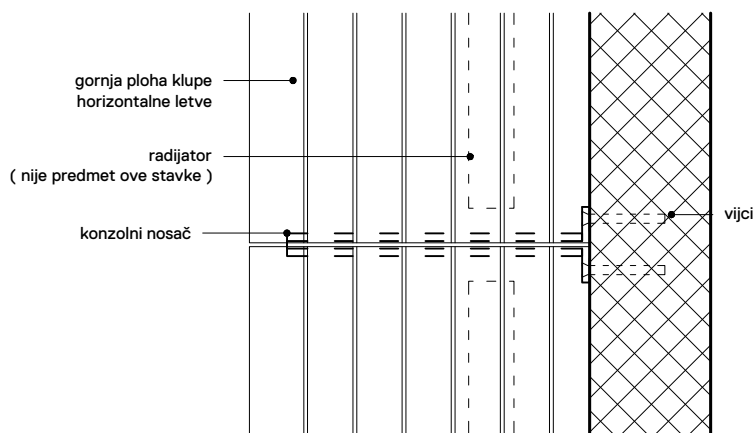 gornja ploha klupe
horizontalne letve
radijator
( nije predmet ove stavke )
konzolni nosač
vijci